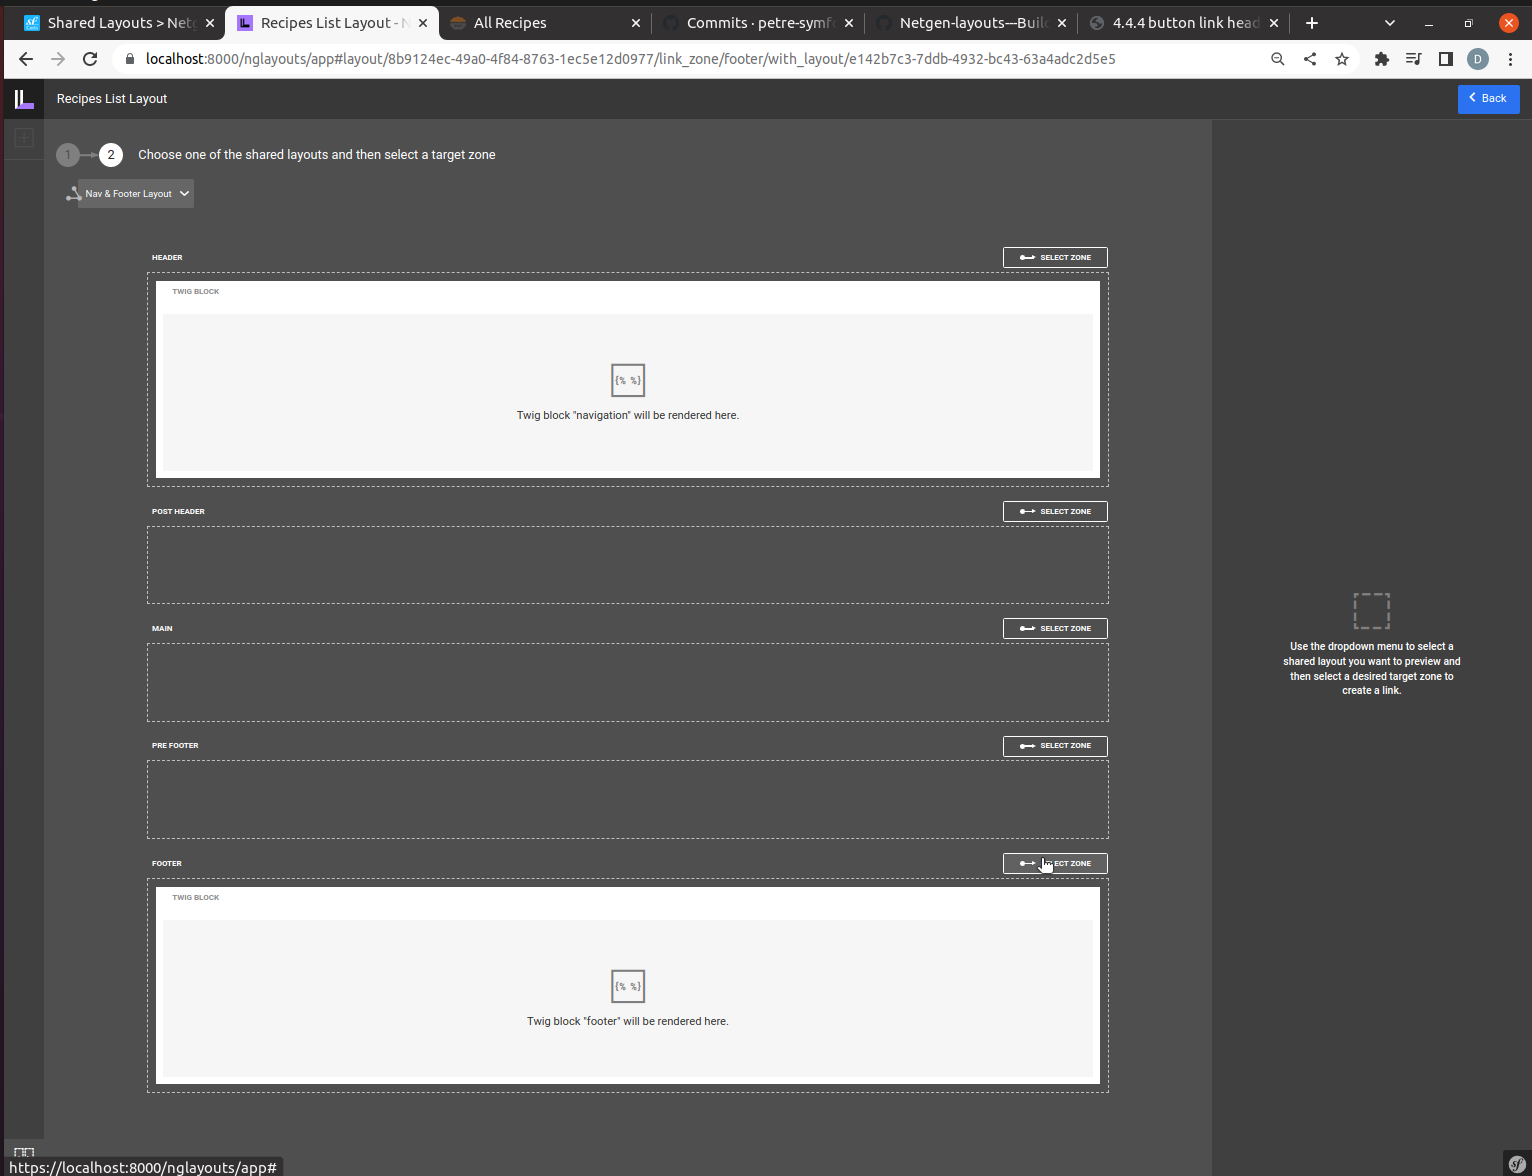 Shared Layouts > Netg
Recipes List Layout - N
All Recipes
Commits · petre-symf
Netgen-layouts---Buil
4.4.4 button link head
localhost:8000/nglayouts/app#layout/8b9124ec-49a0-4f84-8763-1ec5e12d0977/link_zone/footer/with_layout/e142b7c3-7ddb-4932-bc43-63a4adc2d5e5
D
Recipes List Layout
Back
1
2
Choose one of the shared layouts and then select a target zone
Nav & Footer Layout
HEADER
SELECT ZONE
TWIG BLOCK
{% %}
Twig block "navigation" will be rendered here.
POST HEADER
SELECT ZONE
MAIN
SELECT ZONE
Use the dropdown menu to select a
shared layout you want to preview and
then select a desired target zone to
create a link.
PRE FOOTER
SELECT ZONE
FOOTER
ECT ZONE
TWIG BLOCK
{% %}
Twig block "footer" will be rendered here.
https://localhost:8000/nglayouts/app#
sf